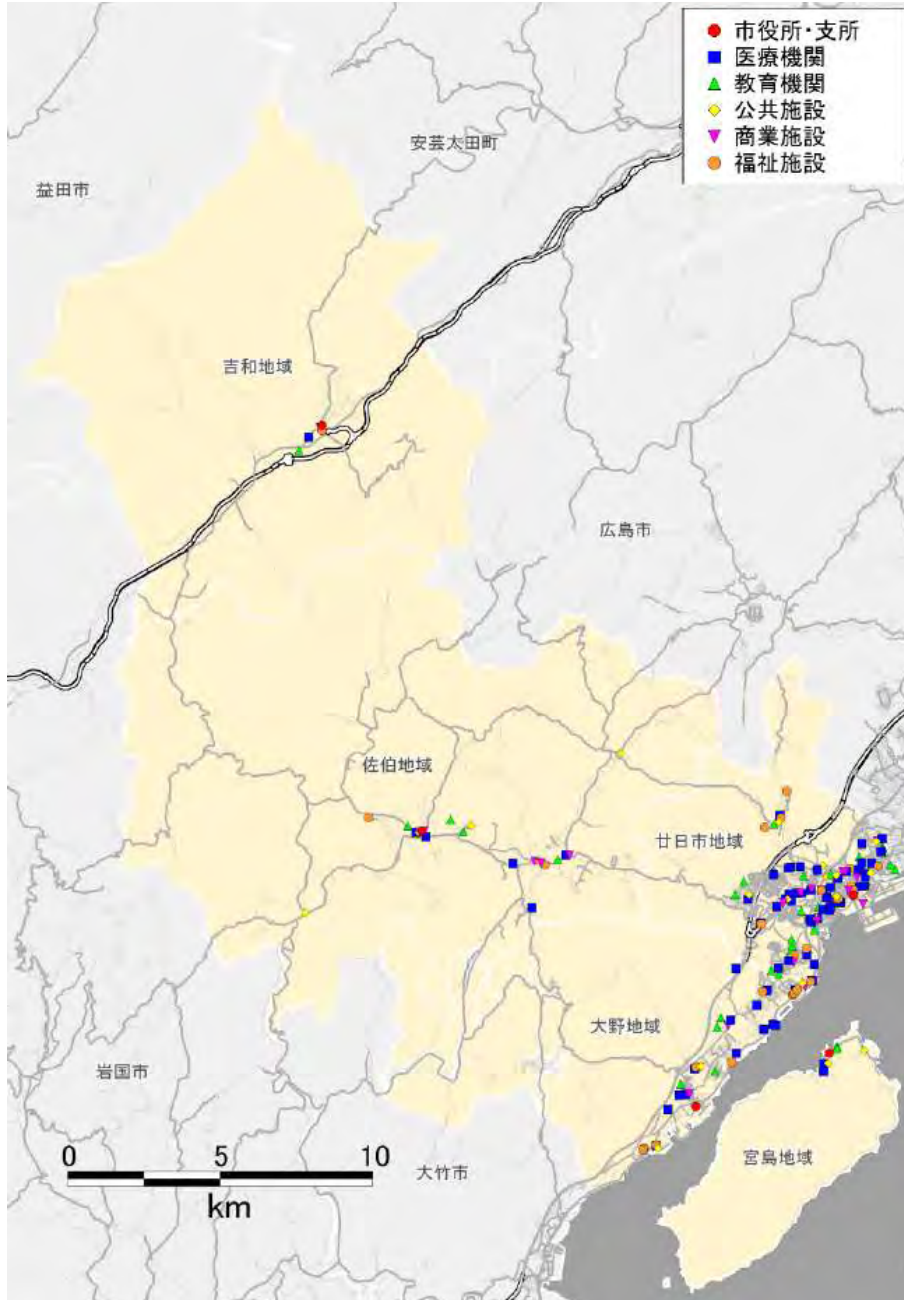 市役所・支所
医療機関
教育機関
公共施設
商業施設
福祉施設
安芸太田町
益田市
吉和地域
広島市
佐伯地域
廿日市地域
大野地域
岩国市
宮島地域
大竹市
0 5 10
km